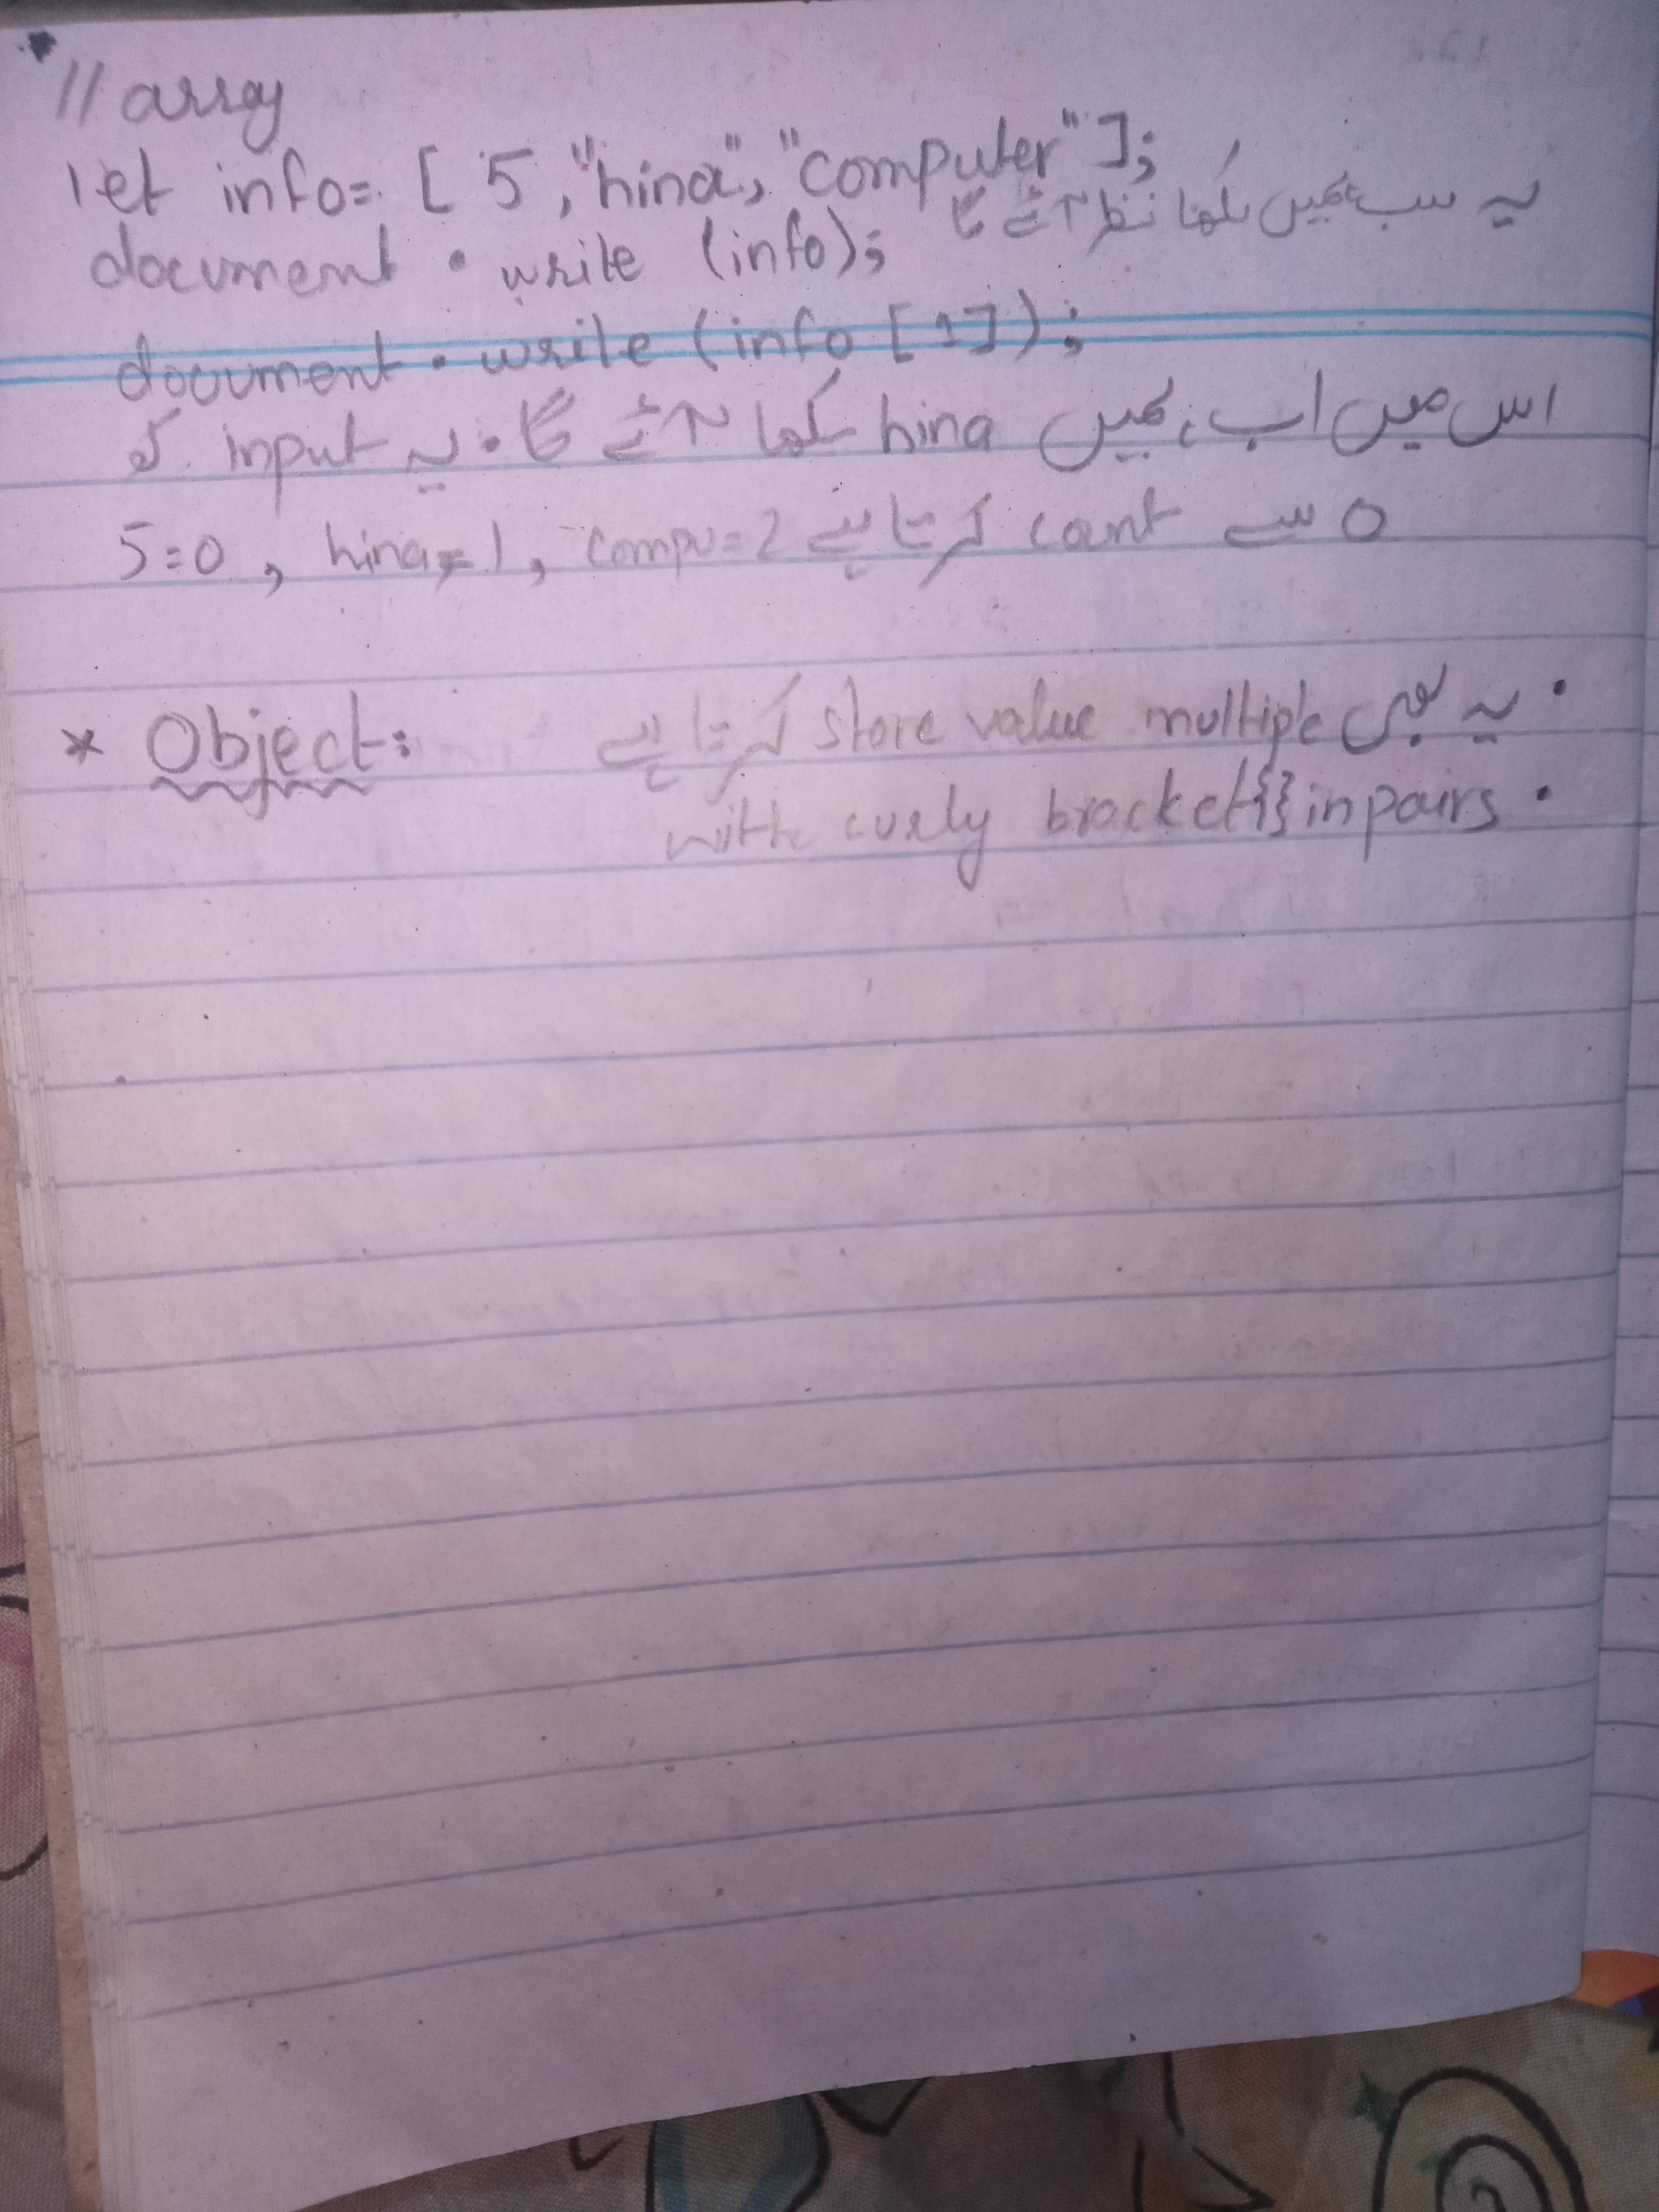 // array
let info= [ 5 ,"hina", "computer" ];
document . write (info); یہ سب ہمیں لکھا نظر آئے گا
document . write (info [1]);
اس میں اب ہمیں hina لکھا آئے گا۔ یہ input کو
0 سے count کرتا ہے 5=0 , hina=1, compu=2
* Object: • یہ بھی multiple value store کرتا ہے
• with curly bracket{} in pairs